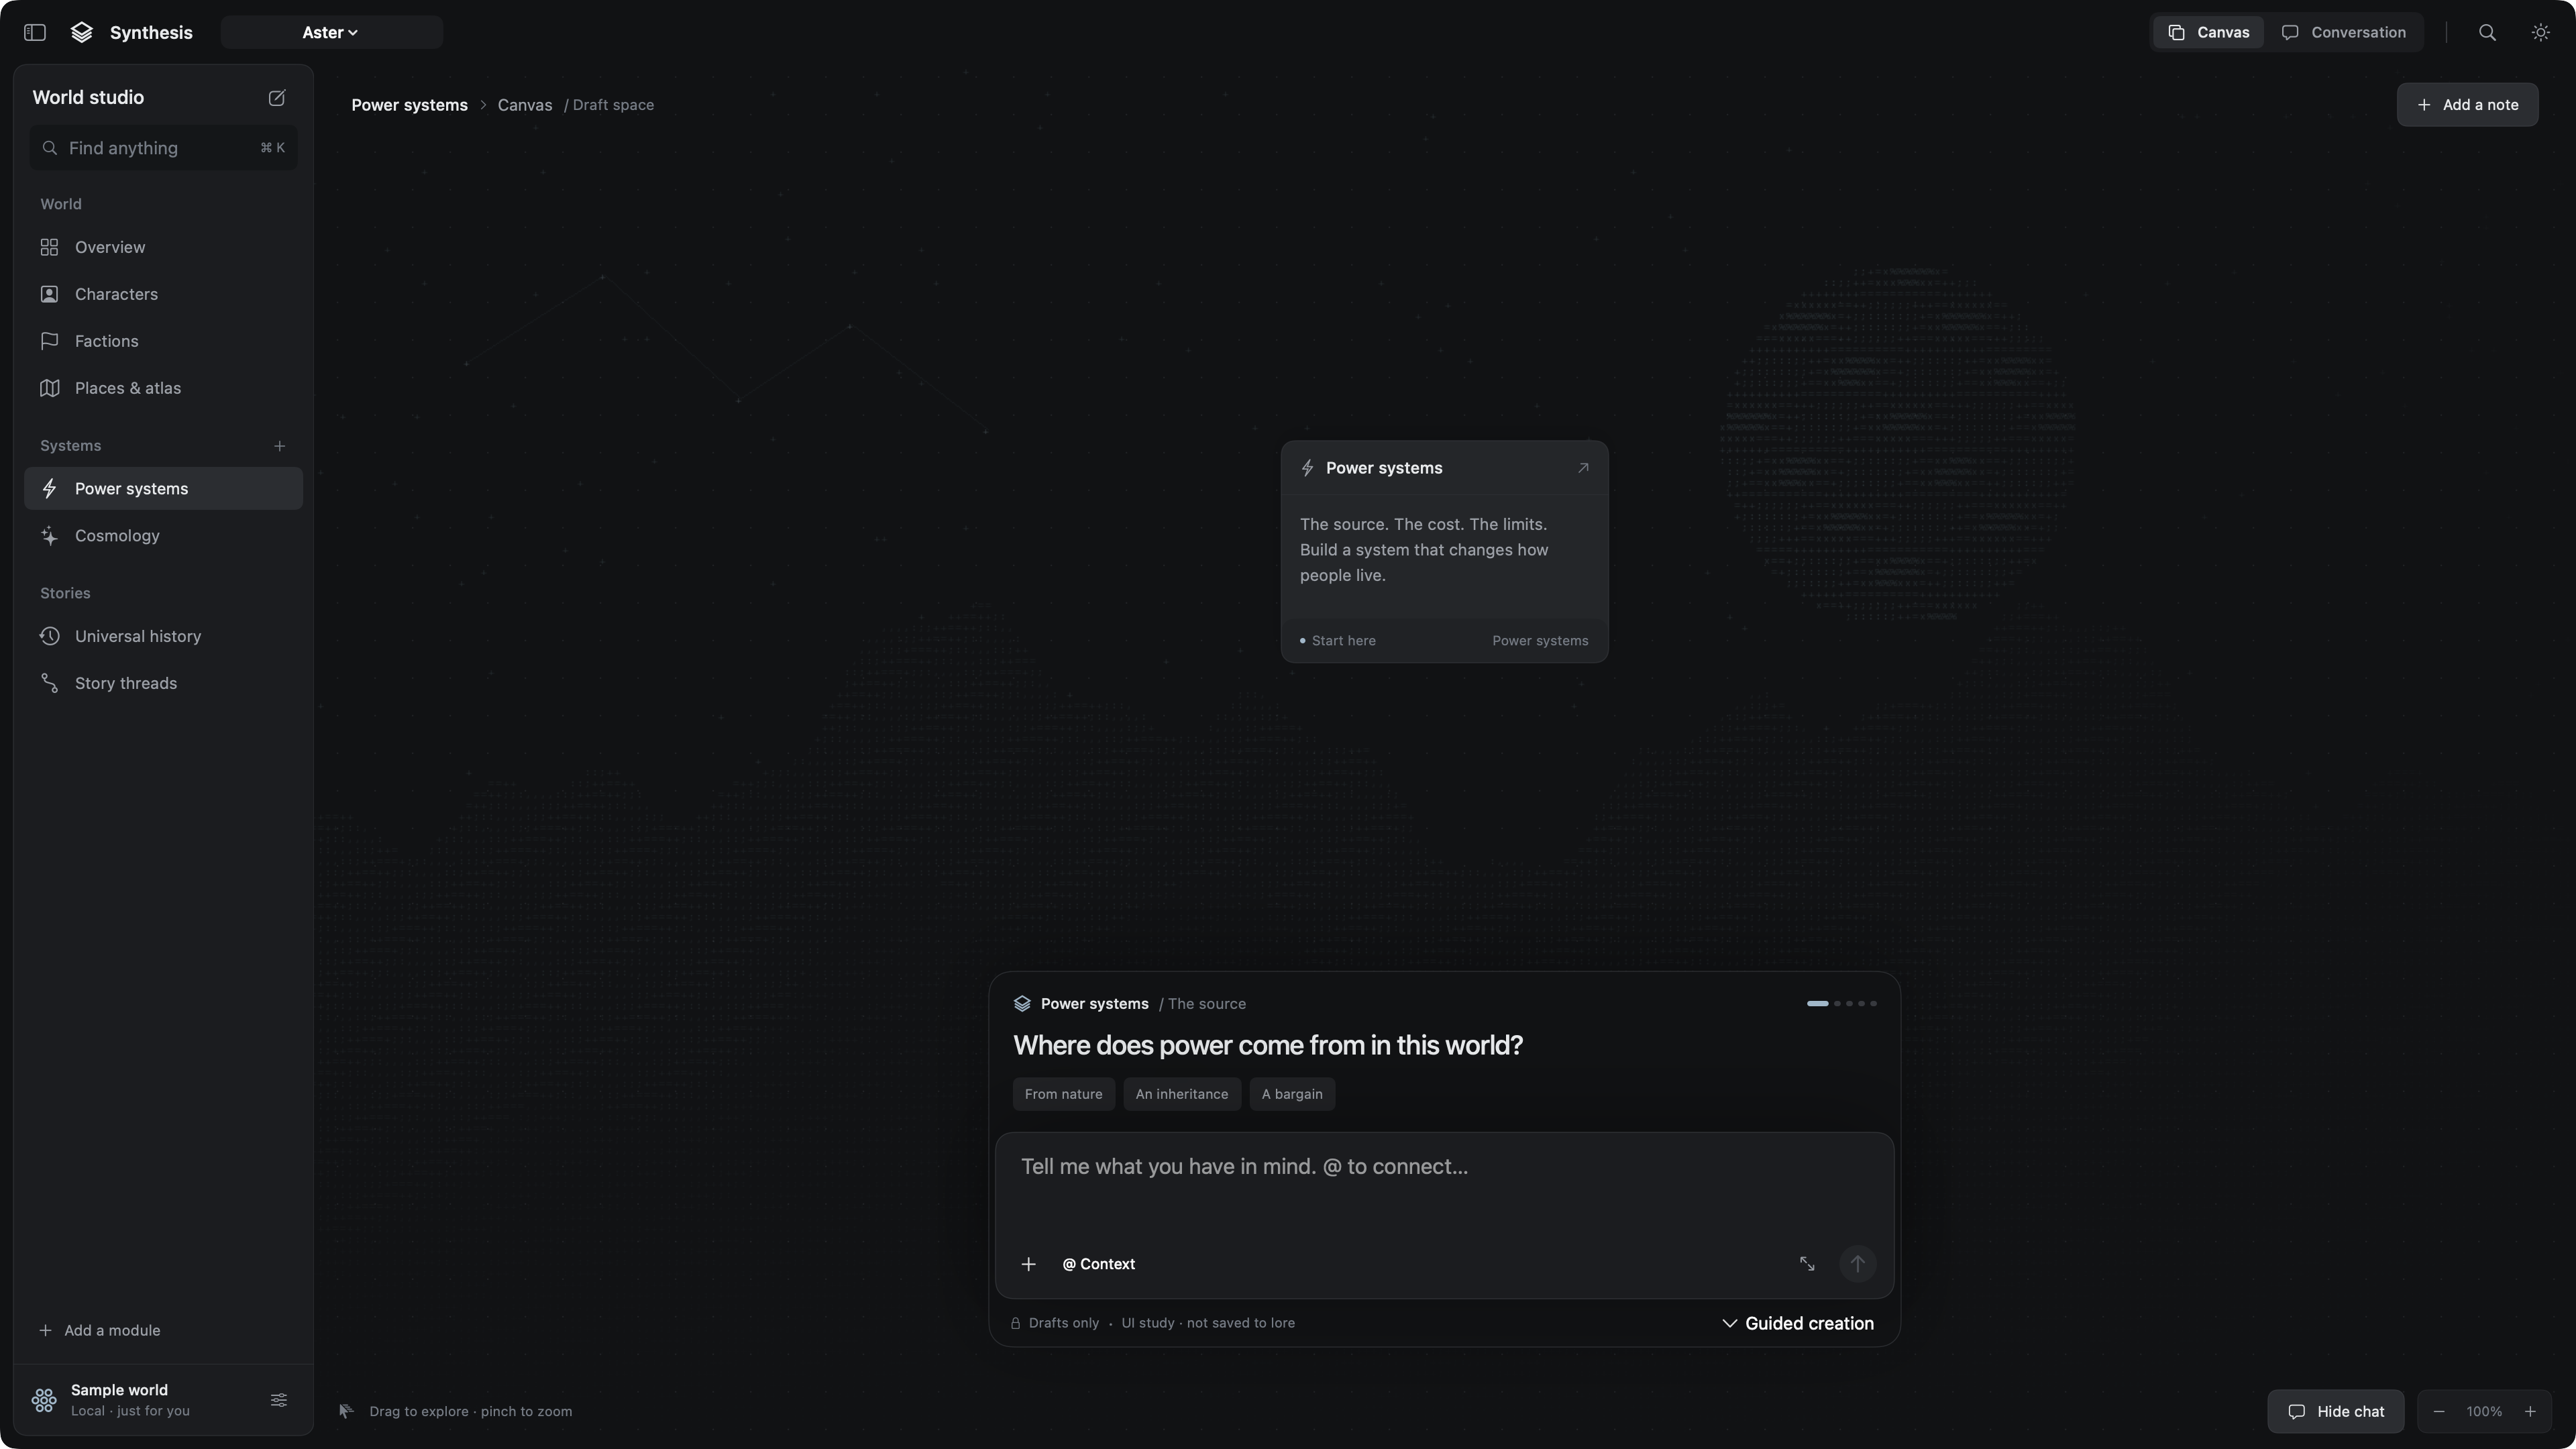 Synthesis
Aster
Canvas
Conversation
World studio
Find anything
⌘ K
World
Overview
Characters
Factions
Places & atlas
Systems
Power systems
Cosmology
Stories
Universal history
Story threads
Add a module
Sample world
Local · just for you
Power systems > Canvas / Draft space
Add a note
Power systems
The source. The cost. The limits.
Build a system that changes how
people live.
Start here
Power systems
Power systems / The source
Where does power come from in this world?
From nature
An inheritance
A bargain
Tell me what you have in mind. @ to connect...
@ Context
Drafts only · UI study · not saved to lore
Guided creation
Drag to explore · pinch to zoom
Hide chat
100%